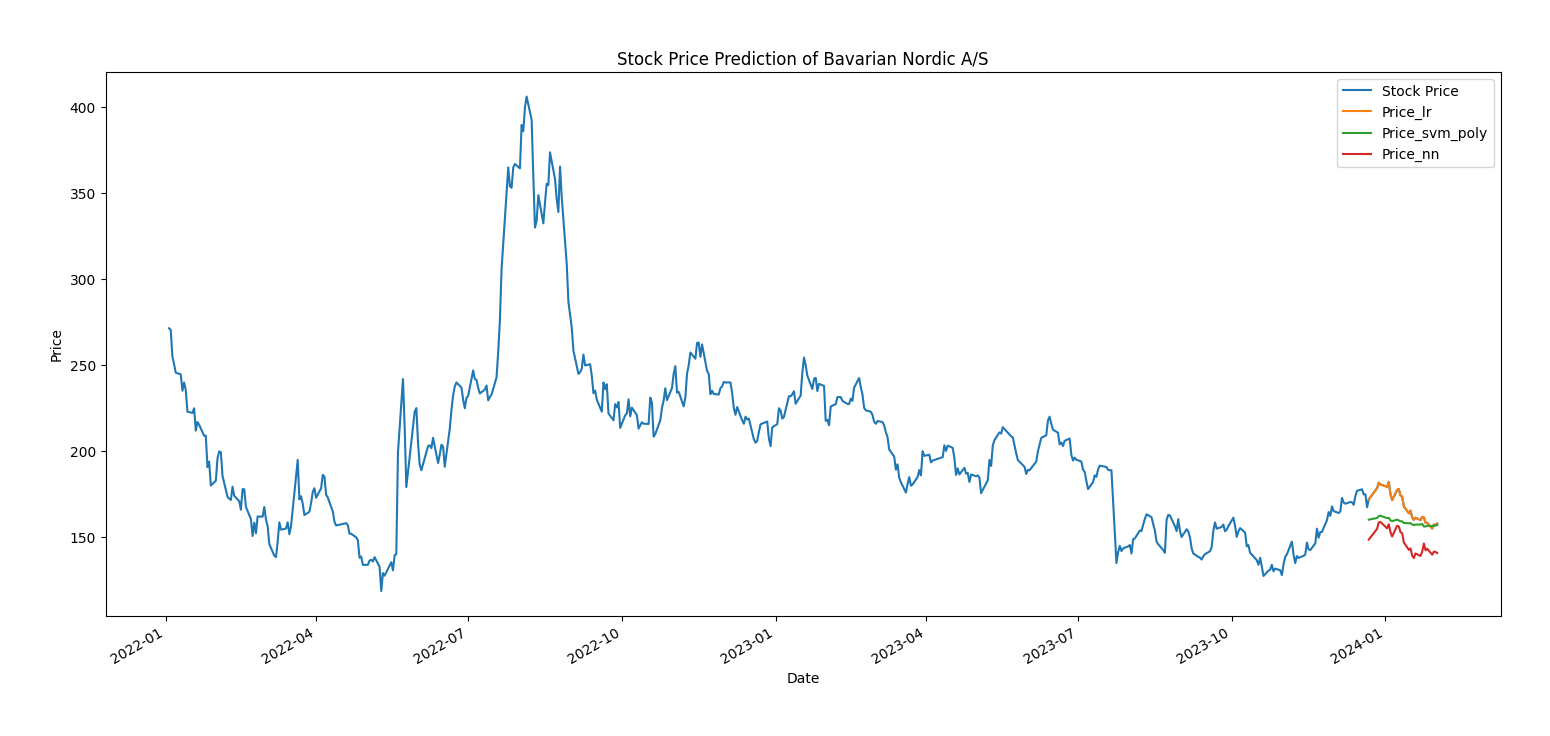 Stock Price Prediction of Bavarian Nordic A/S
Stock Price
Price_lr
Price_svm_poly
Price_nn
400
350
300
250
200
150
Price
2022-01
2022-04
2022-07
2022-10
2023-01
2023-04
2023-07
2023-10
2024-01
Date